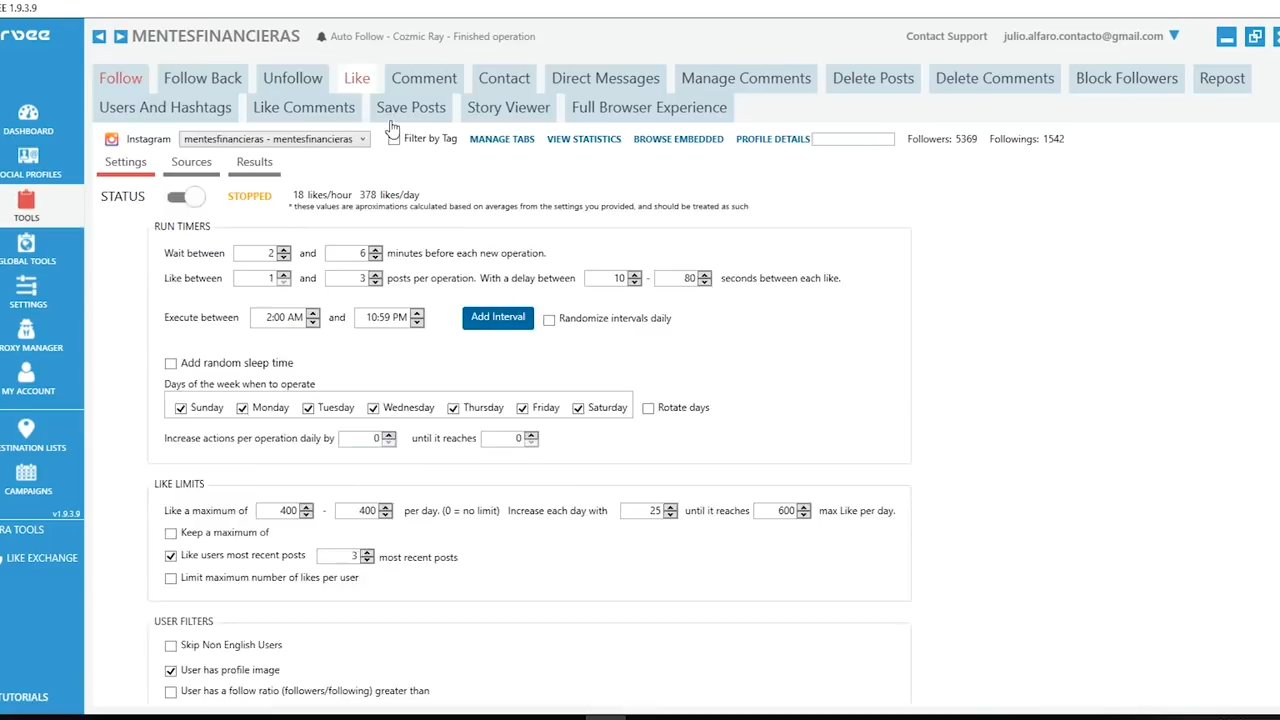 EE 1.9.3.9
rvee
MENTESFINANCIERAS
Auto Follow - Cozmic Ray - Finished operation
Contact Support
julio.alfaro.contacto@gmail.com
Follow
Follow Back
Unfollow
Like
Comment
Contact
Direct Messages
Manage Comments
Delete Posts
Delete Comments
Block Followers
Repost
Users And Hashtags
Like Comments
Save Posts
Story Viewer
Full Browser Experience
Instagram
mentesfinancieras - mentesfinancieras
Filter by Tag
MANAGE TABS
VIEW STATISTICS
BROWSE EMBEDDED
PROFILE DETAILS
Followers: 5369
Followings: 1542
Settings
Sources
Results
STATUS
STOPPED
18 likes/hour 378 likes/day
* these values are aproximations calculated based on averages from the settings you provided, and should be treated as such
RUN TIMERS
Wait between 2 and 6 minutes before each new operation.
Like between 1 and 3 posts per operation. With a delay between 10 - 80 seconds between each like.
Execute between 2:00 AM and 10:59 PM Add Interval Randomize intervals daily
Add random sleep time
Days of the week when to operate
Sunday Monday Tuesday Wednesday Thursday Friday Saturday Rotate days
Increase actions per operation daily by 0 until it reaches 0
LIKE LIMITS
Like a maximum of 400 - 400 per day. (0 = no limit) Increase each day with 25 until it reaches 600 max Like per day.
Keep a maximum of
Like users most recent posts 3 most recent posts
Limit maximum number of likes per user
USER FILTERS
Skip Non English Users
User has profile image
User has a follow ratio (followers/following) greater than
DASHBOARD
OCIAL PROFILES
TOOLS
GLOBAL TOOLS
SETTINGS
ROXY MANAGER
MY ACCOUNT
ESTINATION LISTS
CAMPAIGNS
v1.9.3.9
RA TOOLS
LIKE EXCHANGE
TUTORIALS